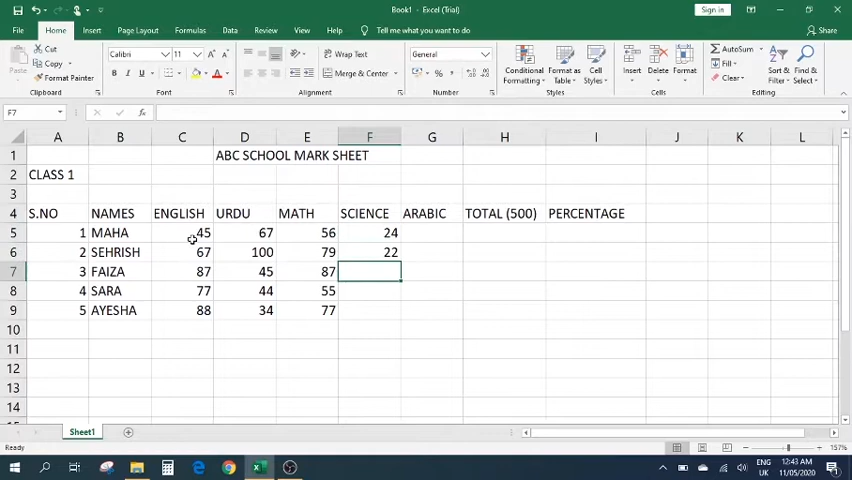 Book1 - Excel (Trial)
Sign in
File Home Insert Page Layout Formulas Data Review View Help Tell me what you want to do Share
Cut
Copy
Format Painter
Paste
Clipboard
Calibri 11
B I U
Font
Wrap Text
Merge & Center
Alignment
General
%
Number
Conditional Formatting
Format as Table
Cell Styles
Styles
Insert Delete Format
Cells
AutoSum
Fill
Clear
Sort & Filter
Find & Select
Editing
F7
A B C D E F G H I J K L
1 ABC SCHOOL MARK SHEET
2 CLASS 1
3
4 S.NO NAMES ENGLISH URDU MATH SCIENCE ARABIC TOTAL (500) PERCENTAGE
5 1 MAHA 45 67 56 24
6 2 SEHRISH 67 100 79 22
7 3 FAIZA 87 45 87
8 4 SARA 77 44 55
9 5 AYESHA 88 34 77
10
11
12
13
14
Sheet1
Ready
157%
ENG UK
12:43 AM
11/05/2020